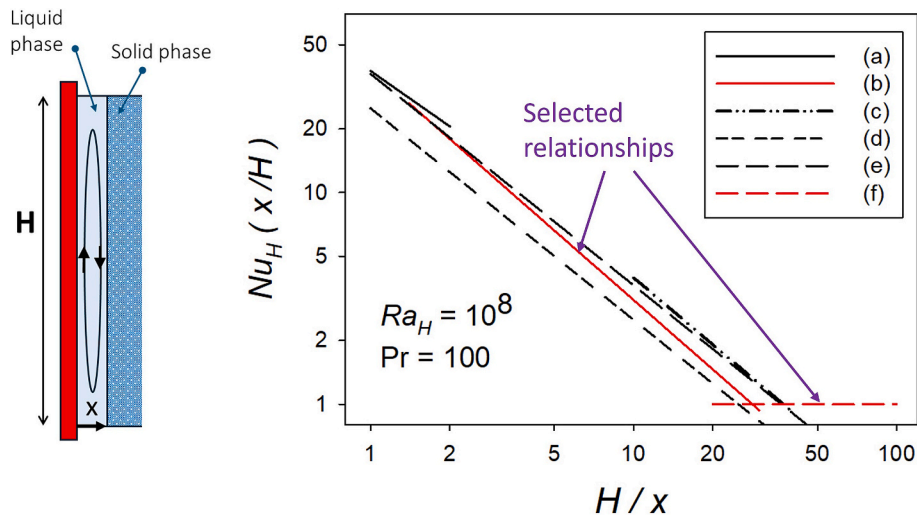 Liquid
phase
Solid phase
H
x
Nu_H ( x /H )
50
20
10
5
2
1
Selected
relationships
Ra_H = 10^8
Pr = 100
(a)
(b)
(c)
(d)
(e)
(f)
1 2 5 10 20 50 100
H / x